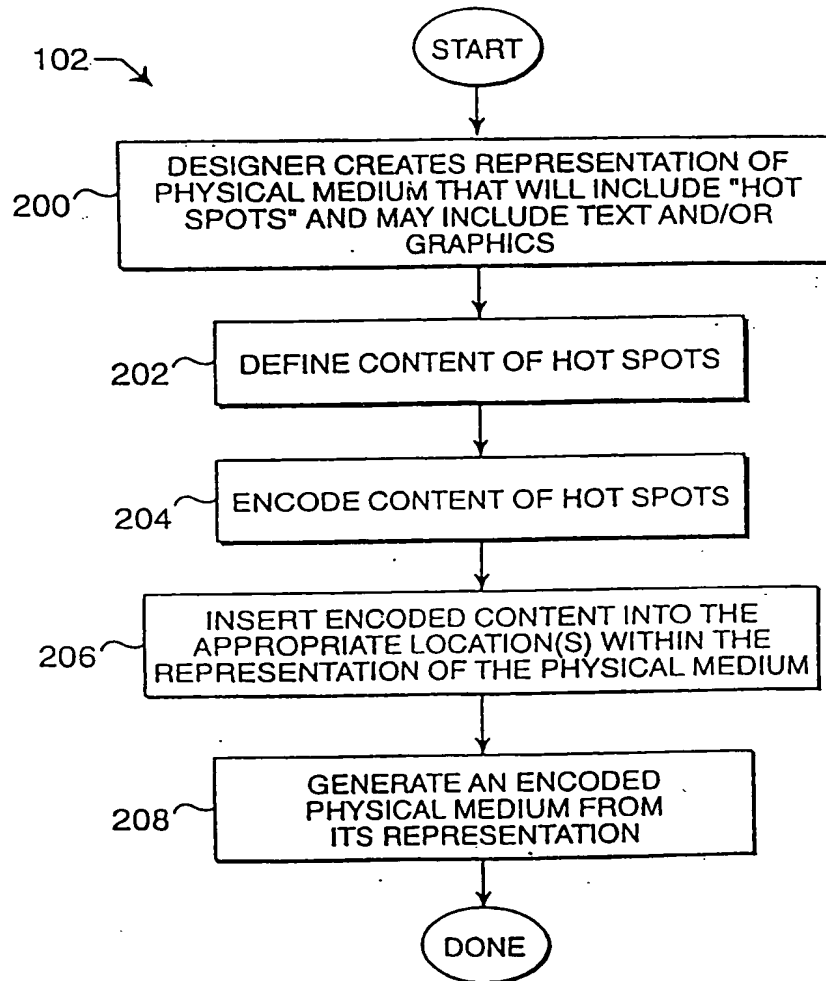 START
102
DESIGNER CREATES REPRESENTATION OF
PHYSICAL MEDIUM THAT WILL INCLUDE "HOT
SPOTS" AND MAY INCLUDE TEXT AND/OR
GRAPHICS
200
DEFINE CONTENT OF HOT SPOTS
202
ENCODE CONTENT OF HOT SPOTS
204
INSERT ENCODED CONTENT INTO THE
APPROPRIATE LOCATION(S) WITHIN THE
REPRESENTATION OF THE PHYSICAL MEDIUM
206
GENERATE AN ENCODED
PHYSICAL MEDIUM FROM
ITS REPRESENTATION
208
DONE